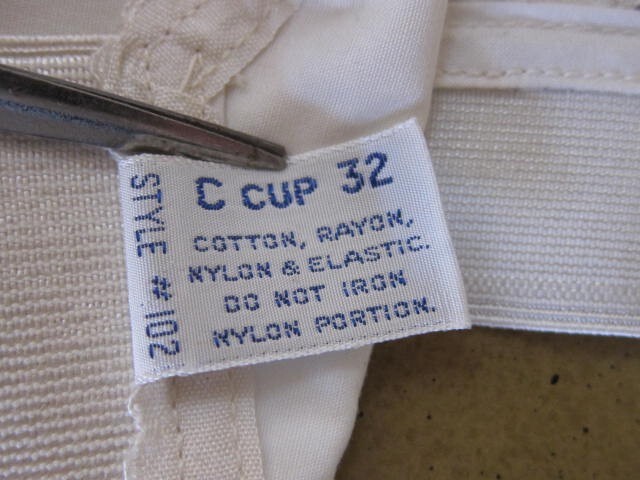 C CUP 32
COTTON, RAYON,
NYLON & ELASTIC.
DO NOT IRON
NYLON PORTION.
STYLE # 102